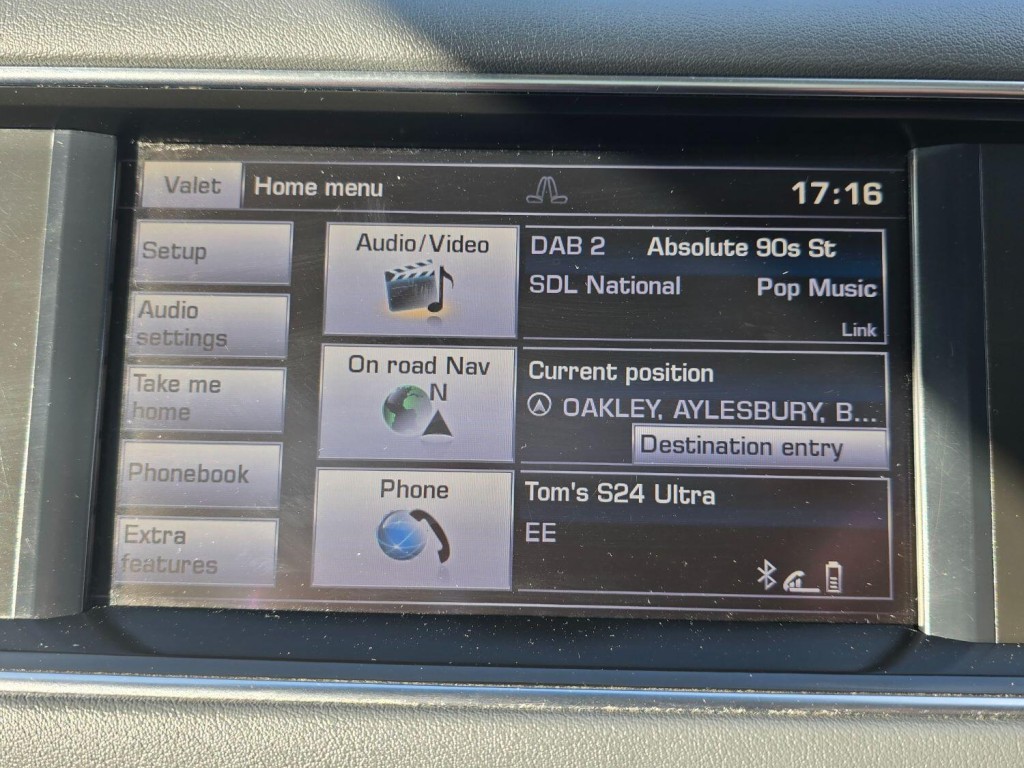 Valet
Home menu
17:16
Setup
Audio
settings
Take me
home
Phonebook
Extra
features
Audio/Video
DAB 2
Absolute 90s St
SDL National
Pop Music
Link
On road Nav
N
Current position
OAKLEY, AYLESBURY, B...
Destination entry
Phone
Tom's S24 Ultra
EE